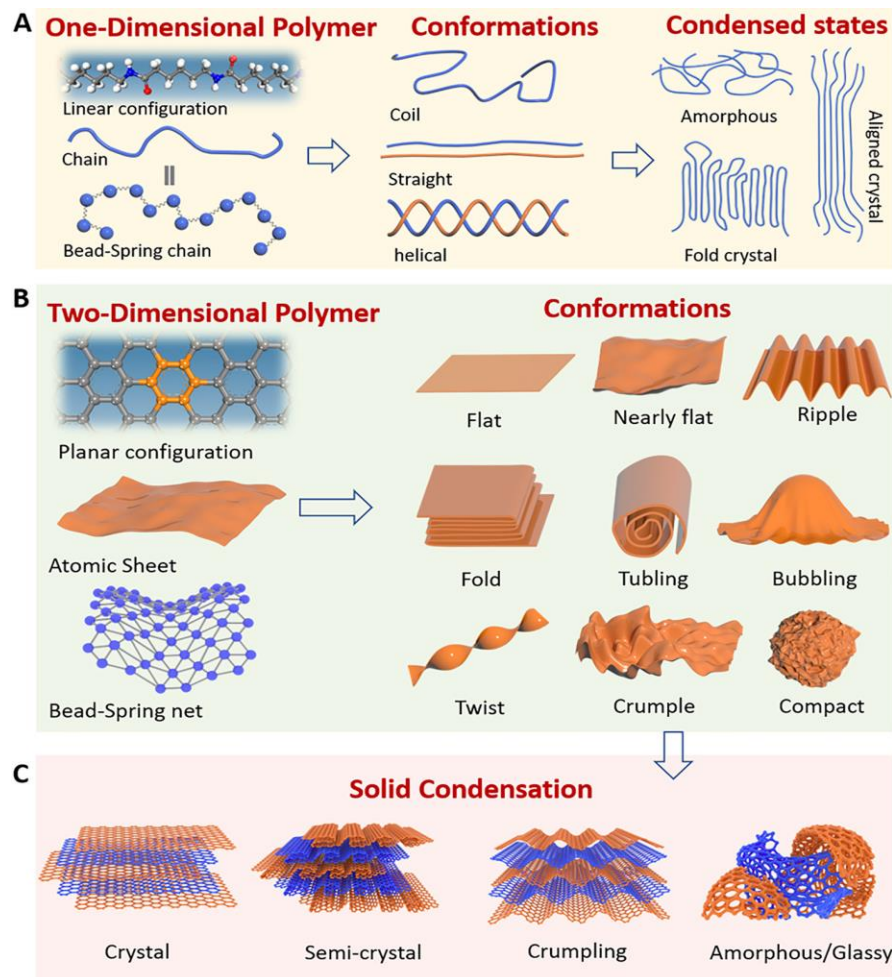 A
One-Dimensional Polymer
Linear configuration
Chain
Bead-Spring chain
Conformations
Coil
Straight
helical
Condensed states
Amorphous
Fold crystal
Aligned crystal
B
Two-Dimensional Polymer
Planar configuration
Atomic Sheet
Bead-Spring net
Conformations
Flat
Nearly flat
Ripple
Fold
Tubling
Bubbling
Twist
Crumple
Compact
C
Solid Condensation
Crystal
Semi-crystal
Crumpling
Amorphous/Glassy